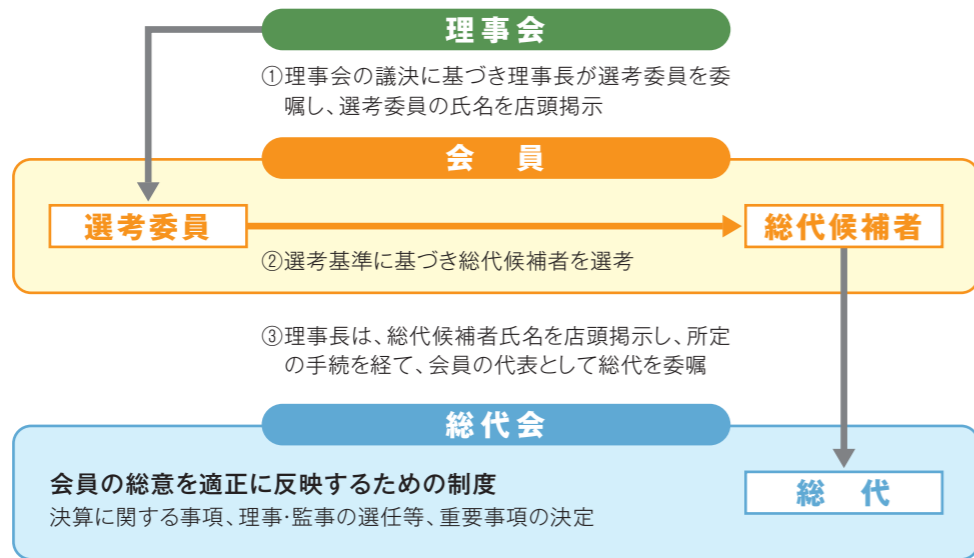 理事会
①理事会の議決に基づき理事長が選考委員を委
嘱し、選考委員の氏名を店頭掲示
会　員
選考委員
総代候補者
②選考基準に基づき総代候補者を選考
③理事長は、総代候補者氏名を店頭掲示し、所定
の手続を経て、会員の代表として総代を委嘱
総代会
会員の総意を適正に反映するための制度
決算に関する事項、理事・監事の選任等、重要事項の決定
総　代